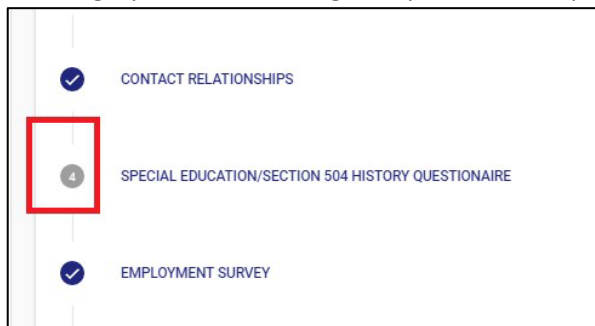 CONTACT RELATIONSHIPS
4 SPECIAL EDUCATION/SECTION 504 HISTORY QUESTIONAIRE
EMPLOYMENT SURVEY